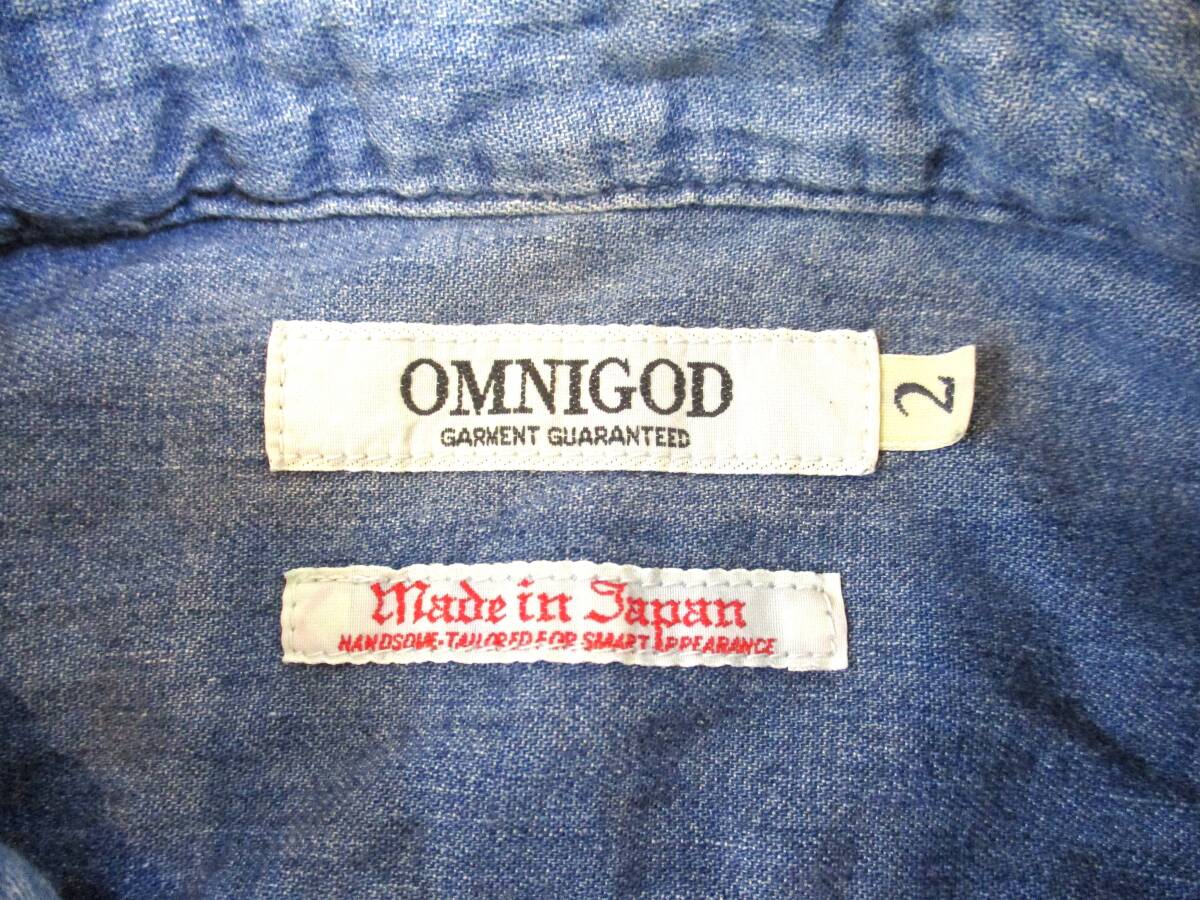 OMNIGOD
GARMENT GUARANTEED
2
Made in Japan
HANDSOME-TAILORED FOR SMART APPEARANCE